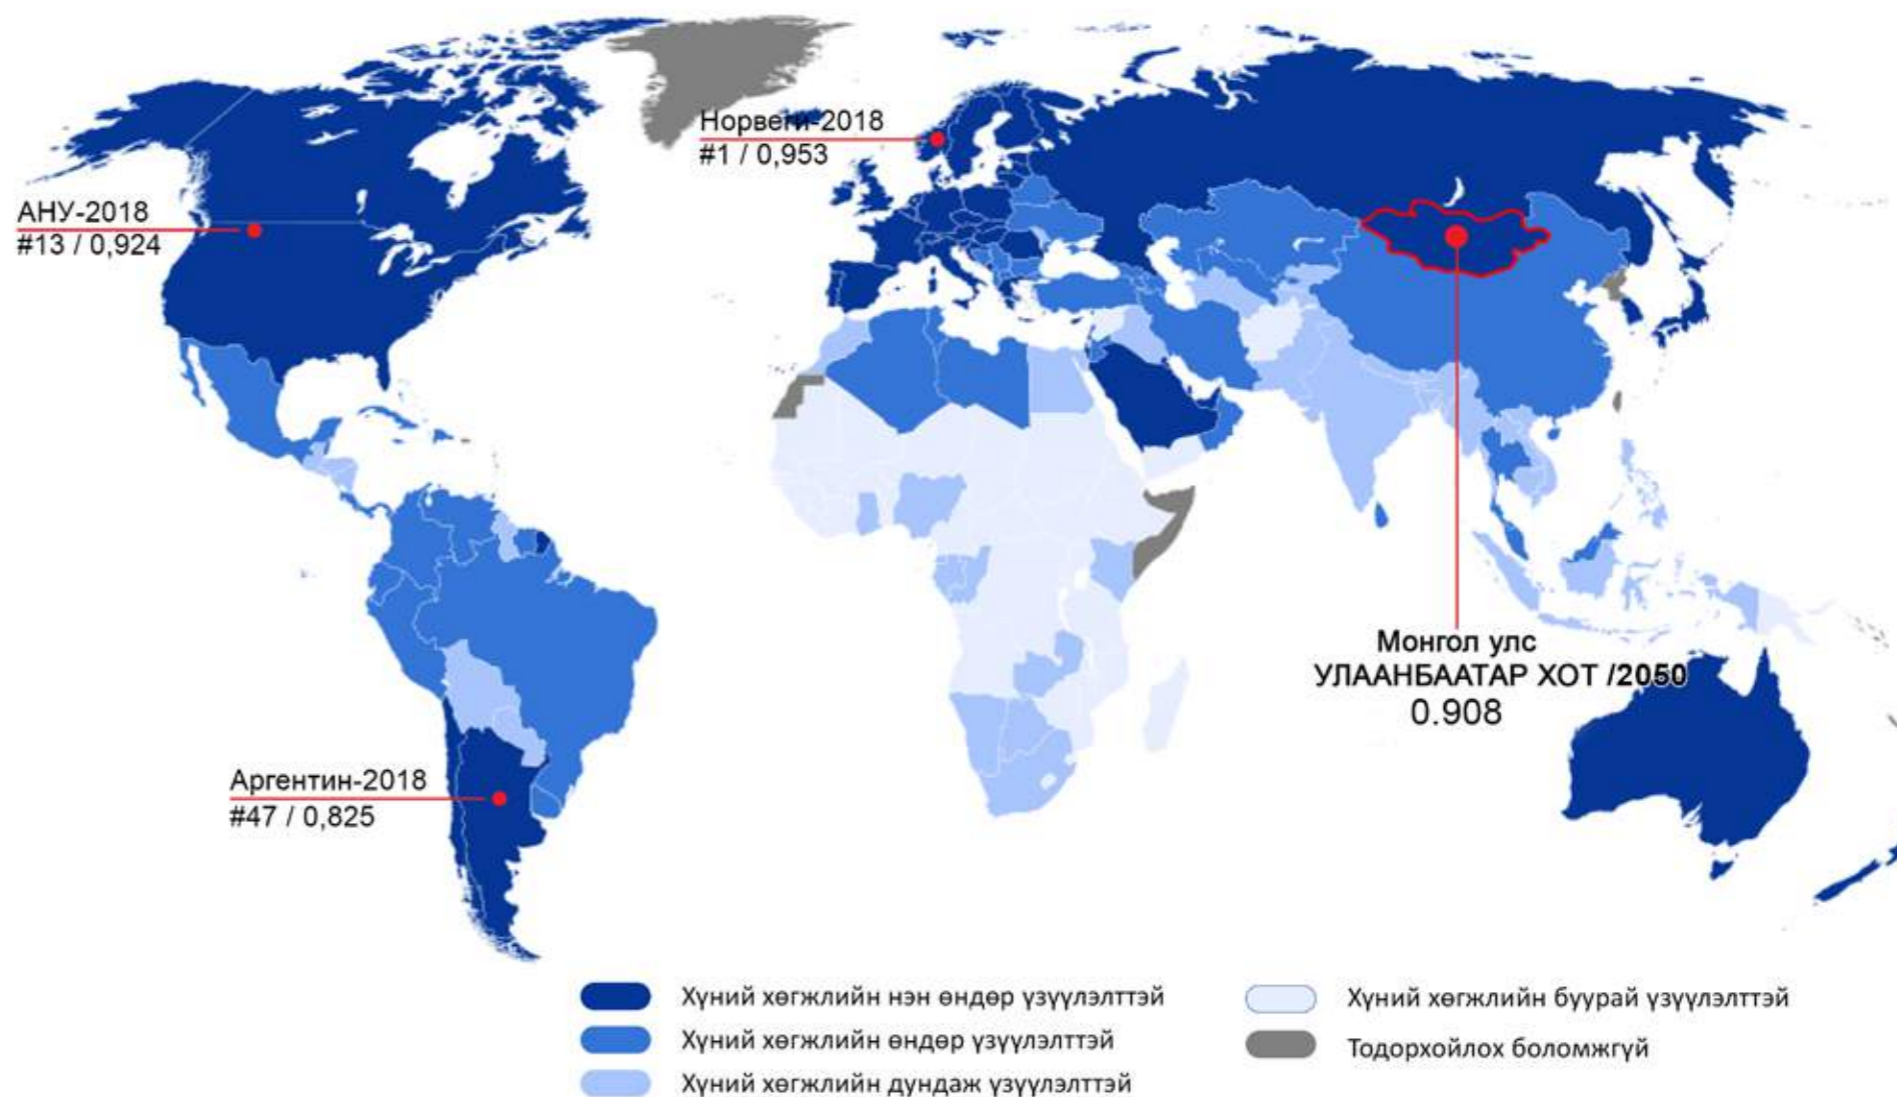 Норвеги-2018
#1 / 0,953
АНУ-2018
#13 / 0,924
Монгол улс
УЛААНБААТАР ХОТ /2050
0.908
Аргентин-2018
#47 / 0,825
Хүний хөгжлийн нэн өндөр үзүүлэлттэй
Хүний хөгжлийн өндөр үзүүлэлттэй
Хүний хөгжлийн дундаж үзүүлэлттэй
Хүний хөгжлийн буурай үзүүлэлттэй
Тодорхойлох боломжгүй